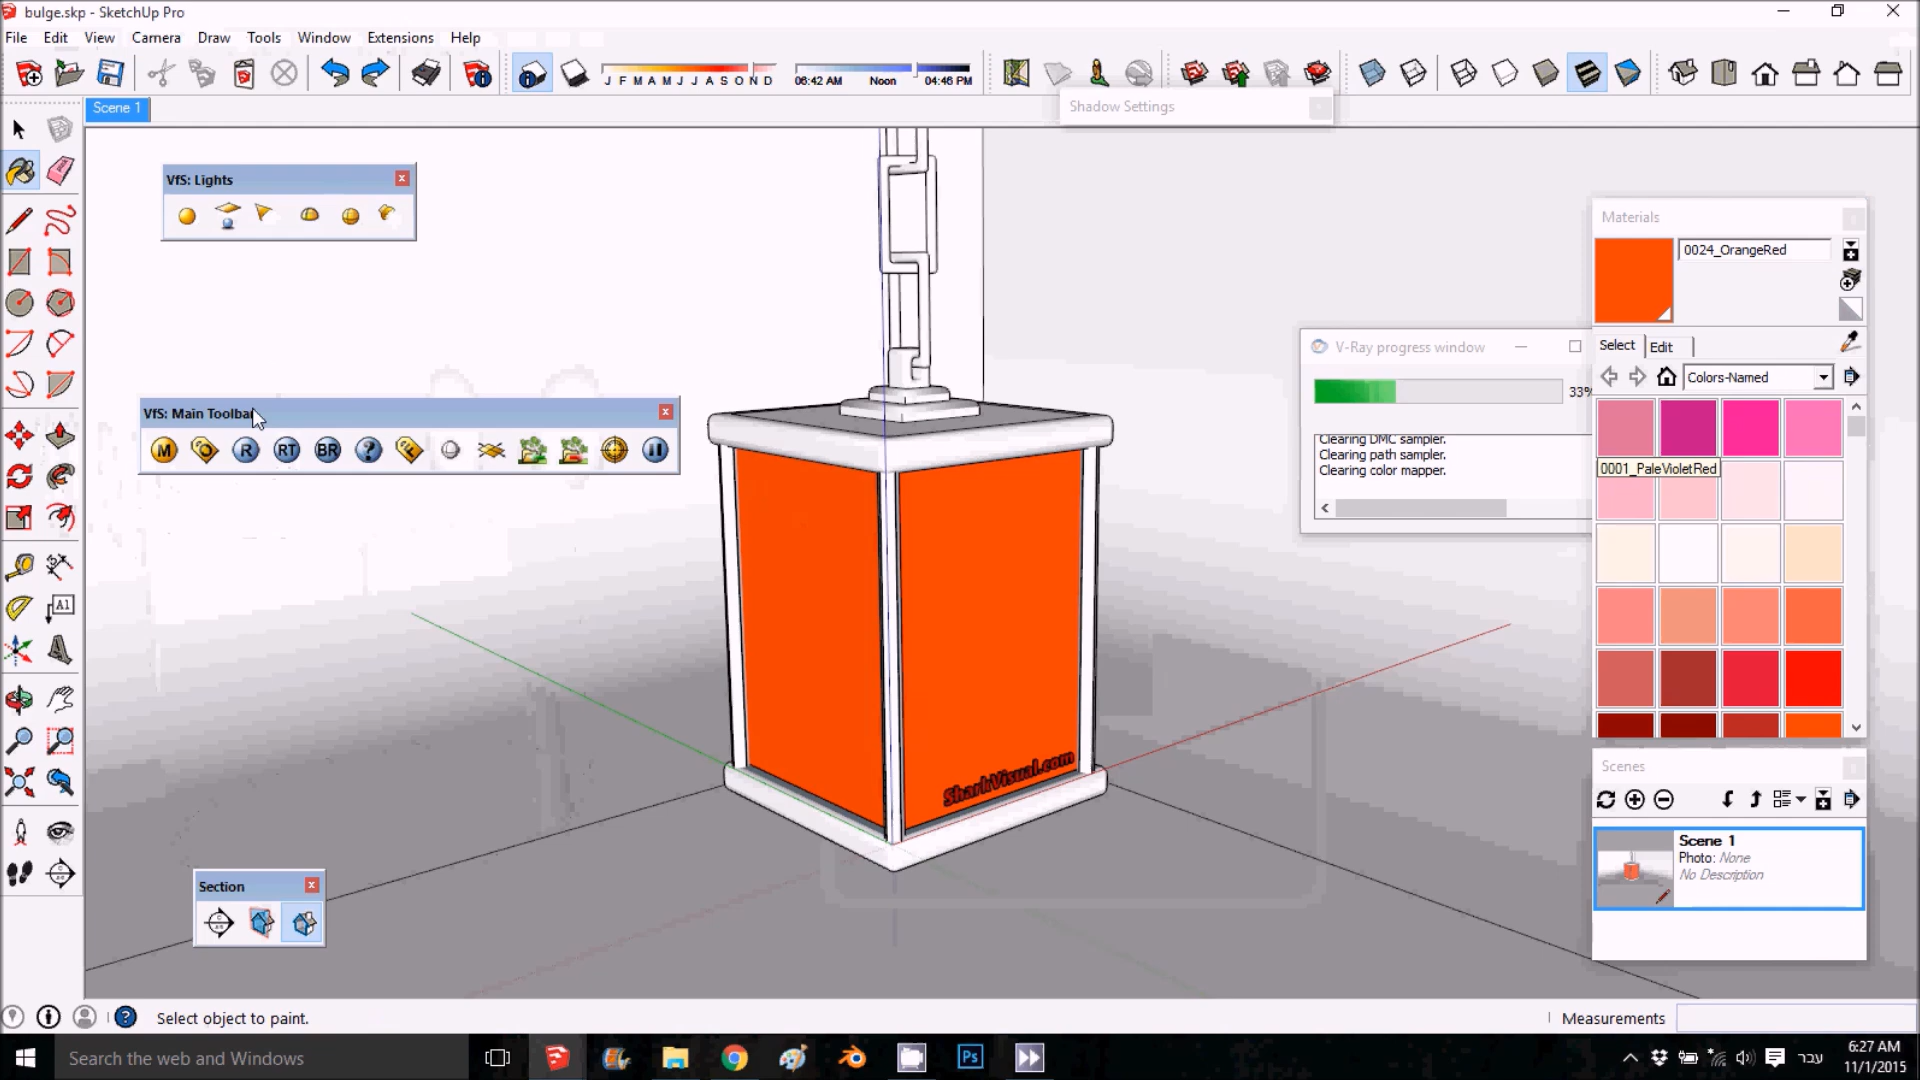 bulge.skp - SketchUp Pro
File Edit View Camera Draw Tools Window Extensions Help
J F M A M J J A S O N D
06:42 AM Noon 04:46 PM
Shadow Settings
Scene 1
VfS: Lights
Materials
0024_OrangeRed
V-Ray progress window
Select Edit
Colors-Named
33%
VfS: Main Toolbar
M R RT BR ?
Clearing DMC sampler.
Clearing path sampler.
Clearing color mapper.
0001_PaleVioletRed
A1
SharkVisual.com
Scenes
Scene 1
Photo: None
No Description
Section
Select object to paint.
Measurements
Search the web and Windows
Ps
עבר
6:27 AM
11/1/2015